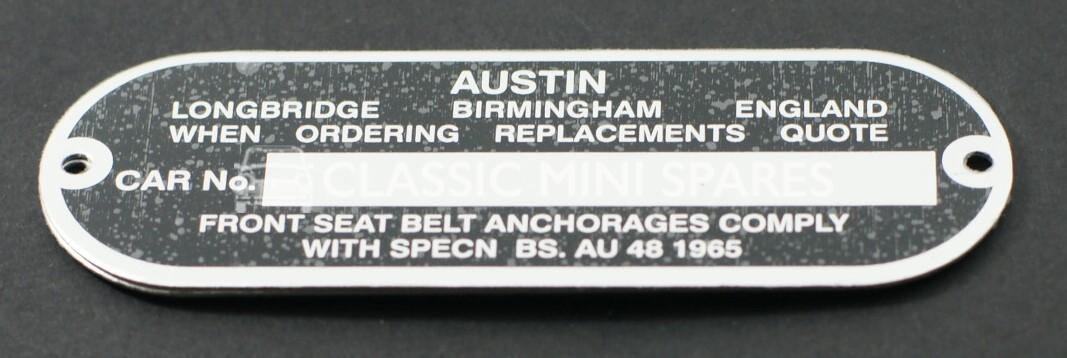 AUSTIN
LONGBRIDGE BIRMINGHAM ENGLAND
WHEN ORDERING REPLACEMENTS QUOTE
CAR No. CLASSIC MINI SPARES
FRONT SEAT BELT ANCHORAGES COMPLY
WITH SPECN BS. AU 48 1965